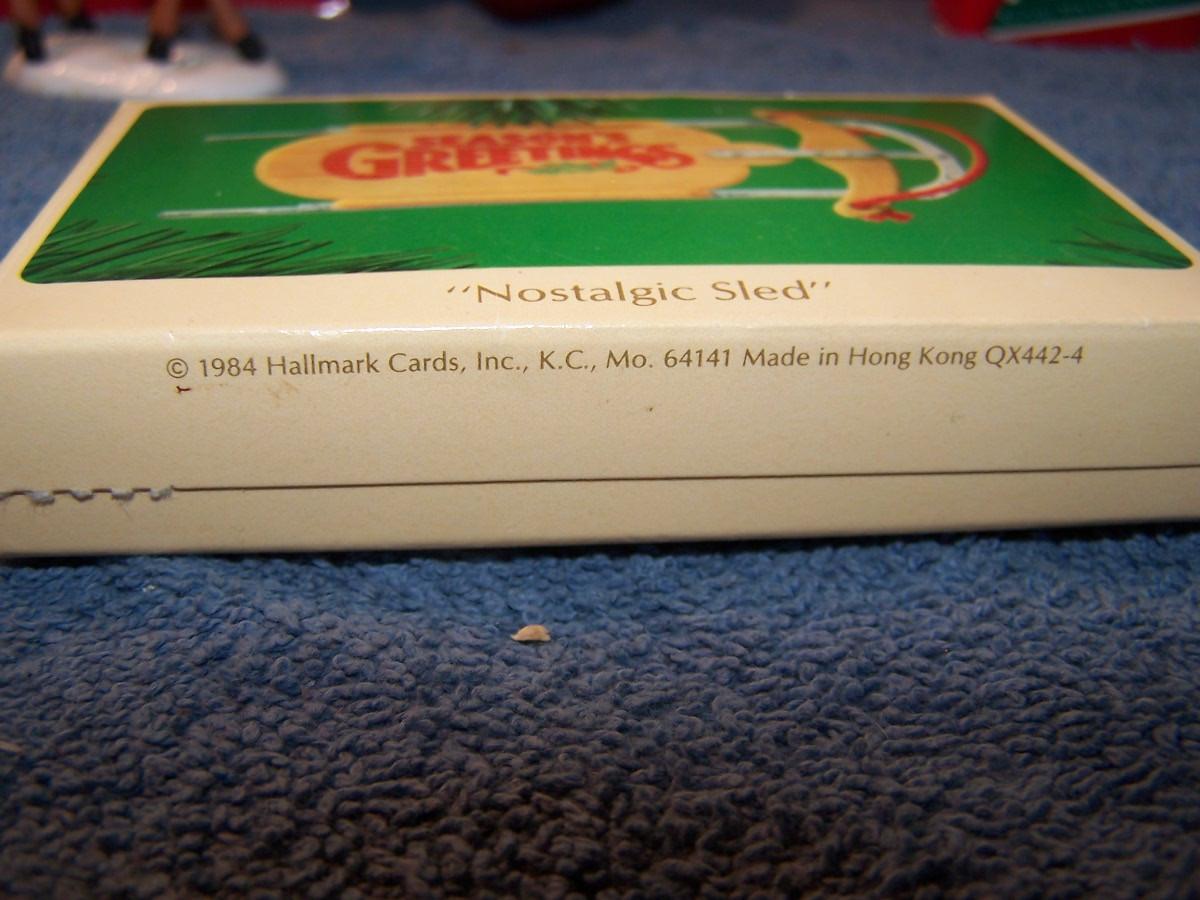 SEASON'S
GREETINGS
"Nostalgic Sled"
© 1984 Hallmark Cards, Inc., K.C., Mo. 64141 Made in Hong Kong QX442-4